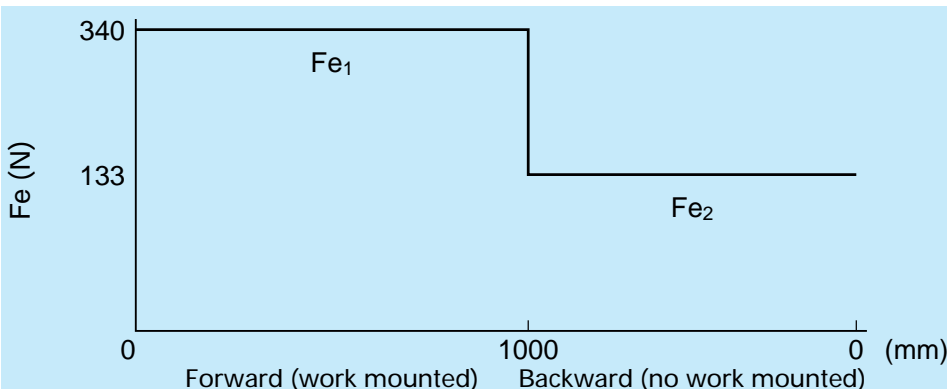 340
Fe₁
Fe (N)
133
Fe₂
0 1000 0 (mm)
Forward (work mounted) Backward (no work mounted)